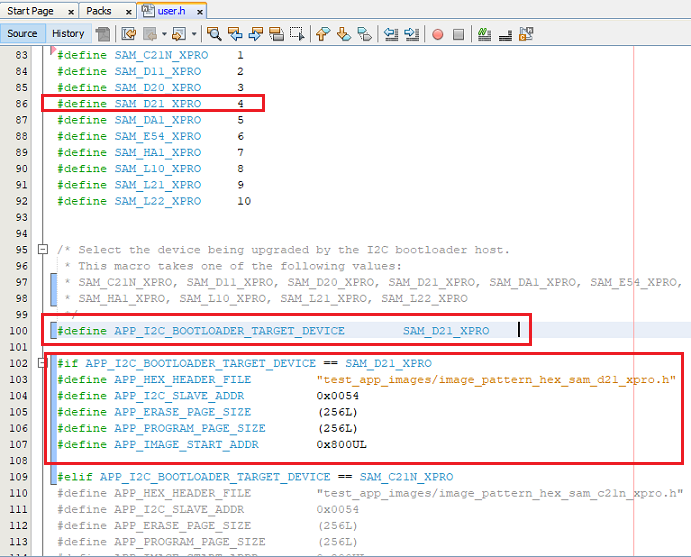 Start Page × Packs × user.h ×
Source History
83 #define SAM_C21N_XPRO 1
84 #define SAM_D11_XPRO 2
85 #define SAM_D20_XPRO 3
86 #define SAM_D21_XPRO 4
87 #define SAM_DA1_XPRO 5
88 #define SAM_E54_XPRO 6
89 #define SAM_HA1_XPRO 7
90 #define SAM_L10_XPRO 8
91 #define SAM_L21_XPRO 9
92 #define SAM_L22_XPRO 10
93
94
95 /* Select the device being upgraded by the I2C bootloader host.
96 * This macro takes one of the following values:
97 * SAM_C21N_XPRO, SAM_D11_XPRO, SAM_D20_XPRO, SAM_D21_XPRO, SAM_DA1_XPRO, SAM_E54_XPRO,
98 * SAM_HA1_XPRO, SAM_L10_XPRO, SAM_L21_XPRO, SAM_L22_XPRO
99 */
100 #define APP_I2C_BOOTLOADER_TARGET_DEVICE SAM_D21_XPRO
101
102 #if APP_I2C_BOOTLOADER_TARGET_DEVICE == SAM_D21_XPRO
103 #define APP_HEX_HEADER_FILE "test_app_images/image_pattern_hex_sam_d21_xpro.h"
104 #define APP_I2C_SLAVE_ADDR 0x0054
105 #define APP_ERASE_PAGE_SIZE (256L)
106 #define APP_PROGRAM_PAGE_SIZE (256L)
107 #define APP_IMAGE_START_ADDR 0x800UL
108
109 #elif APP_I2C_BOOTLOADER_TARGET_DEVICE == SAM_C21N_XPRO
110 #define APP_HEX_HEADER_FILE "test_app_images/image_pattern_hex_sam_c21n_xpro.h"
111 #define APP_I2C_SLAVE_ADDR 0x0054
112 #define APP_ERASE_PAGE_SIZE (256L)
113 #define APP_PROGRAM_PAGE_SIZE (256L)